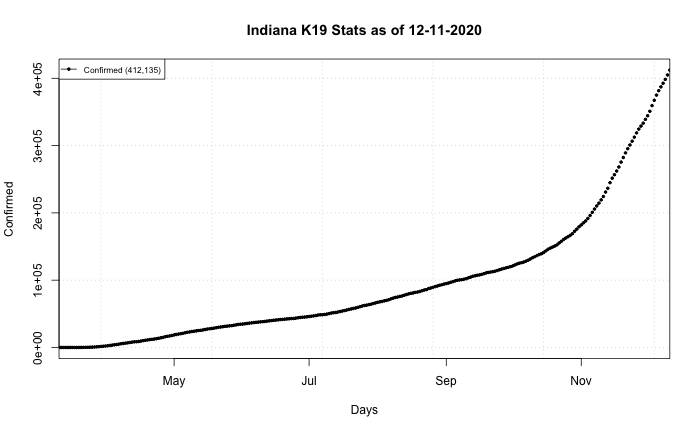 Indiana K19 Stats as of 12-11-2020
Confirmed (412,135)
4e+05
3e+05
2e+05
1e+05
0e+00
Confirmed
May Jul Sep Nov
Days